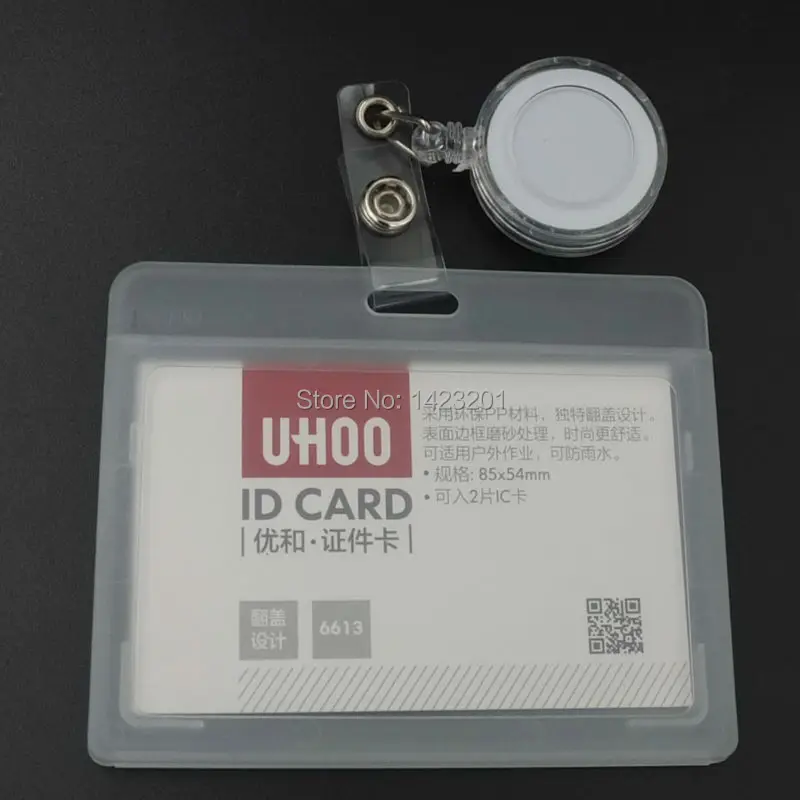 Store No: 1423201
UHOO
ID CARD
优和·证件卡
采用环保PP材料，独特翻盖设计。
表面边框磨砂处理，时尚更舒适。
可适用户外作业，可防雨水。
•规格: 85x54mm
•可入2片IC卡
翻盖
设计
6613